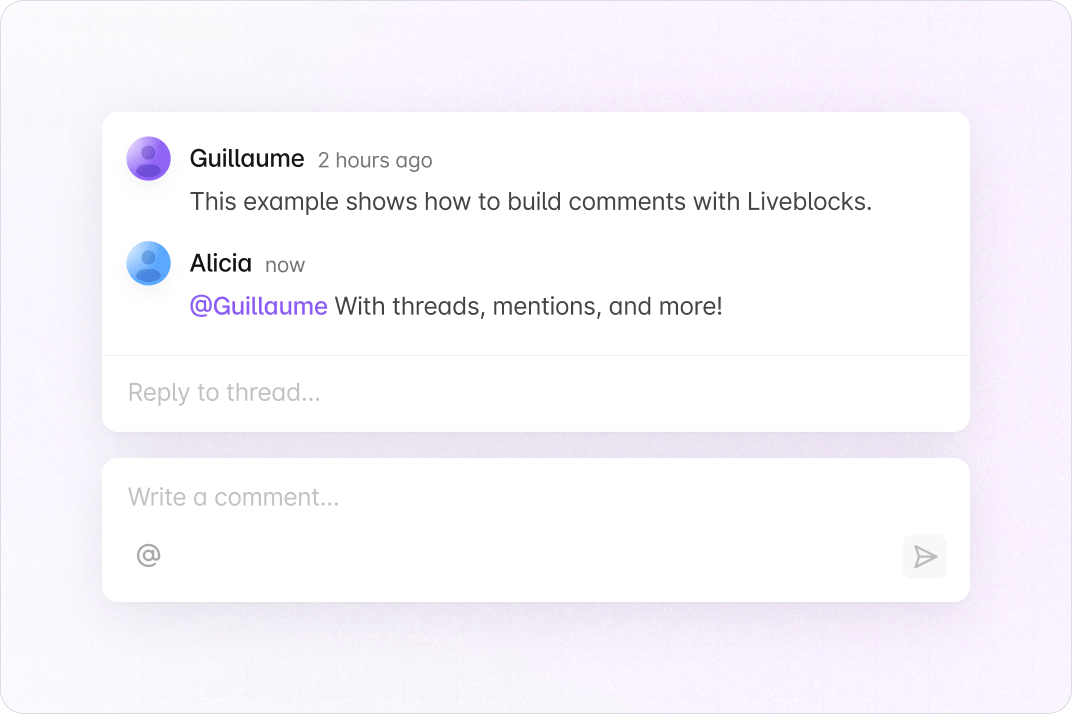 Guillaume 2 hours ago
This example shows how to build comments with Liveblocks.
Alicia now
@Guillaume With threads, mentions, and more!
Reply to thread...
Write a comment...
@